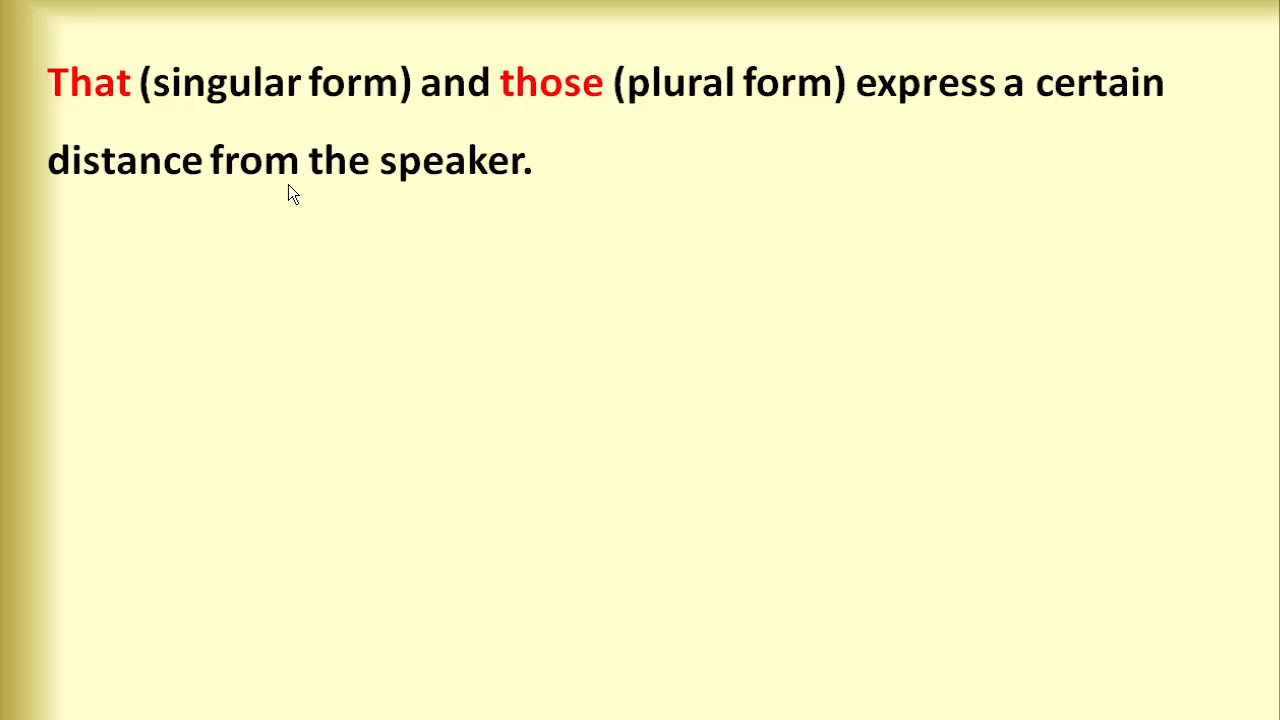 That (singular form) and those (plural form) express a certain
distance from the speaker.